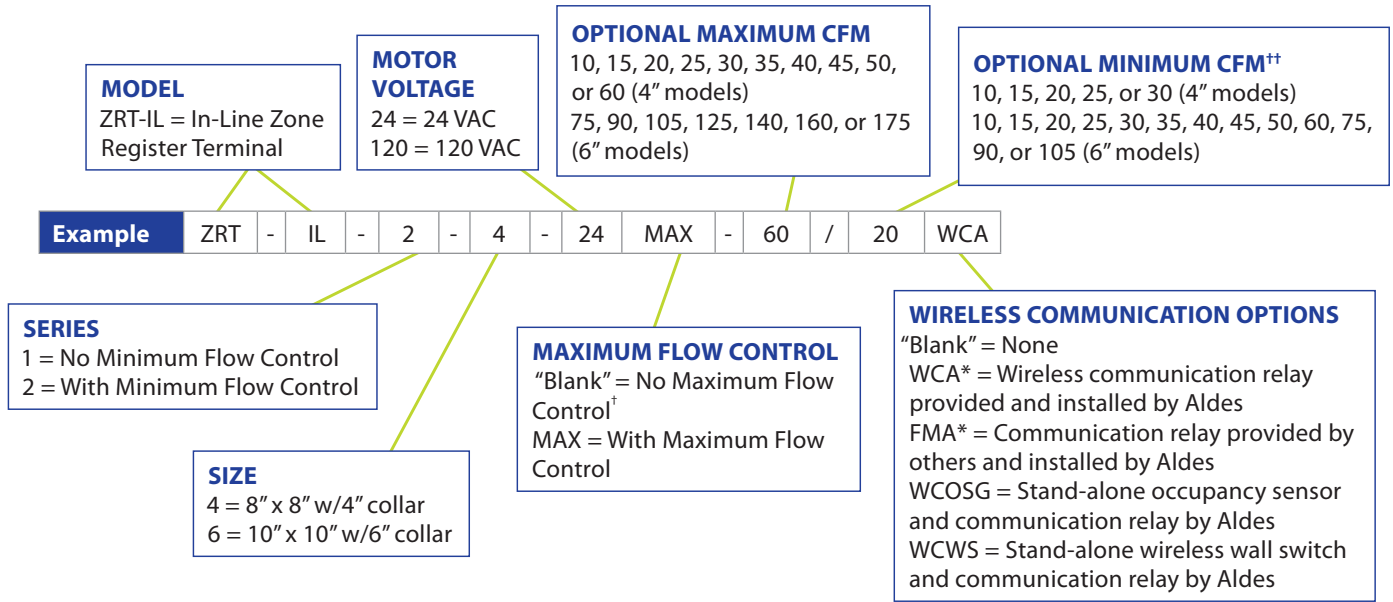 OPTIONAL MAXIMUM CFM
10, 15, 20, 25, 30, 35, 40, 45, 50,
or 60 (4” models)
75, 90, 105, 125, 140, 160, or 175
(6” models)
MOTOR
VOLTAGE
24 = 24 VAC
120 = 120 VAC
OPTIONAL MINIMUM CFM††
10, 15, 20, 25, or 30 (4” models)
10, 15, 20, 25, 30, 35, 40, 45, 50, 60, 75,
90, or 105 (6” models)
MODEL
ZRT-IL = In-Line Zone
Register Terminal
Example ZRT - IL - 2 - 4 - 24 MAX - 60 / 20 WCA
SERIES
1 = No Minimum Flow Control
2 = With Minimum Flow Control
SIZE
4 = 8” x 8” w/4” collar
6 = 10” x 10” w/6” collar
MAXIMUM FLOW CONTROL
“Blank” = No Maximum Flow
Control†
MAX = With Maximum Flow
Control
WIRELESS COMMUNICATION OPTIONS
“Blank” = None
WCA* = Wireless communication relay
provided and installed by Aldes
FMA* = Communication relay provided by
others and installed by Aldes
WCOSG = Stand-alone occupancy sensor
and communication relay by Aldes
WCWS = Stand-alone wireless wall switch
and communication relay by Aldes